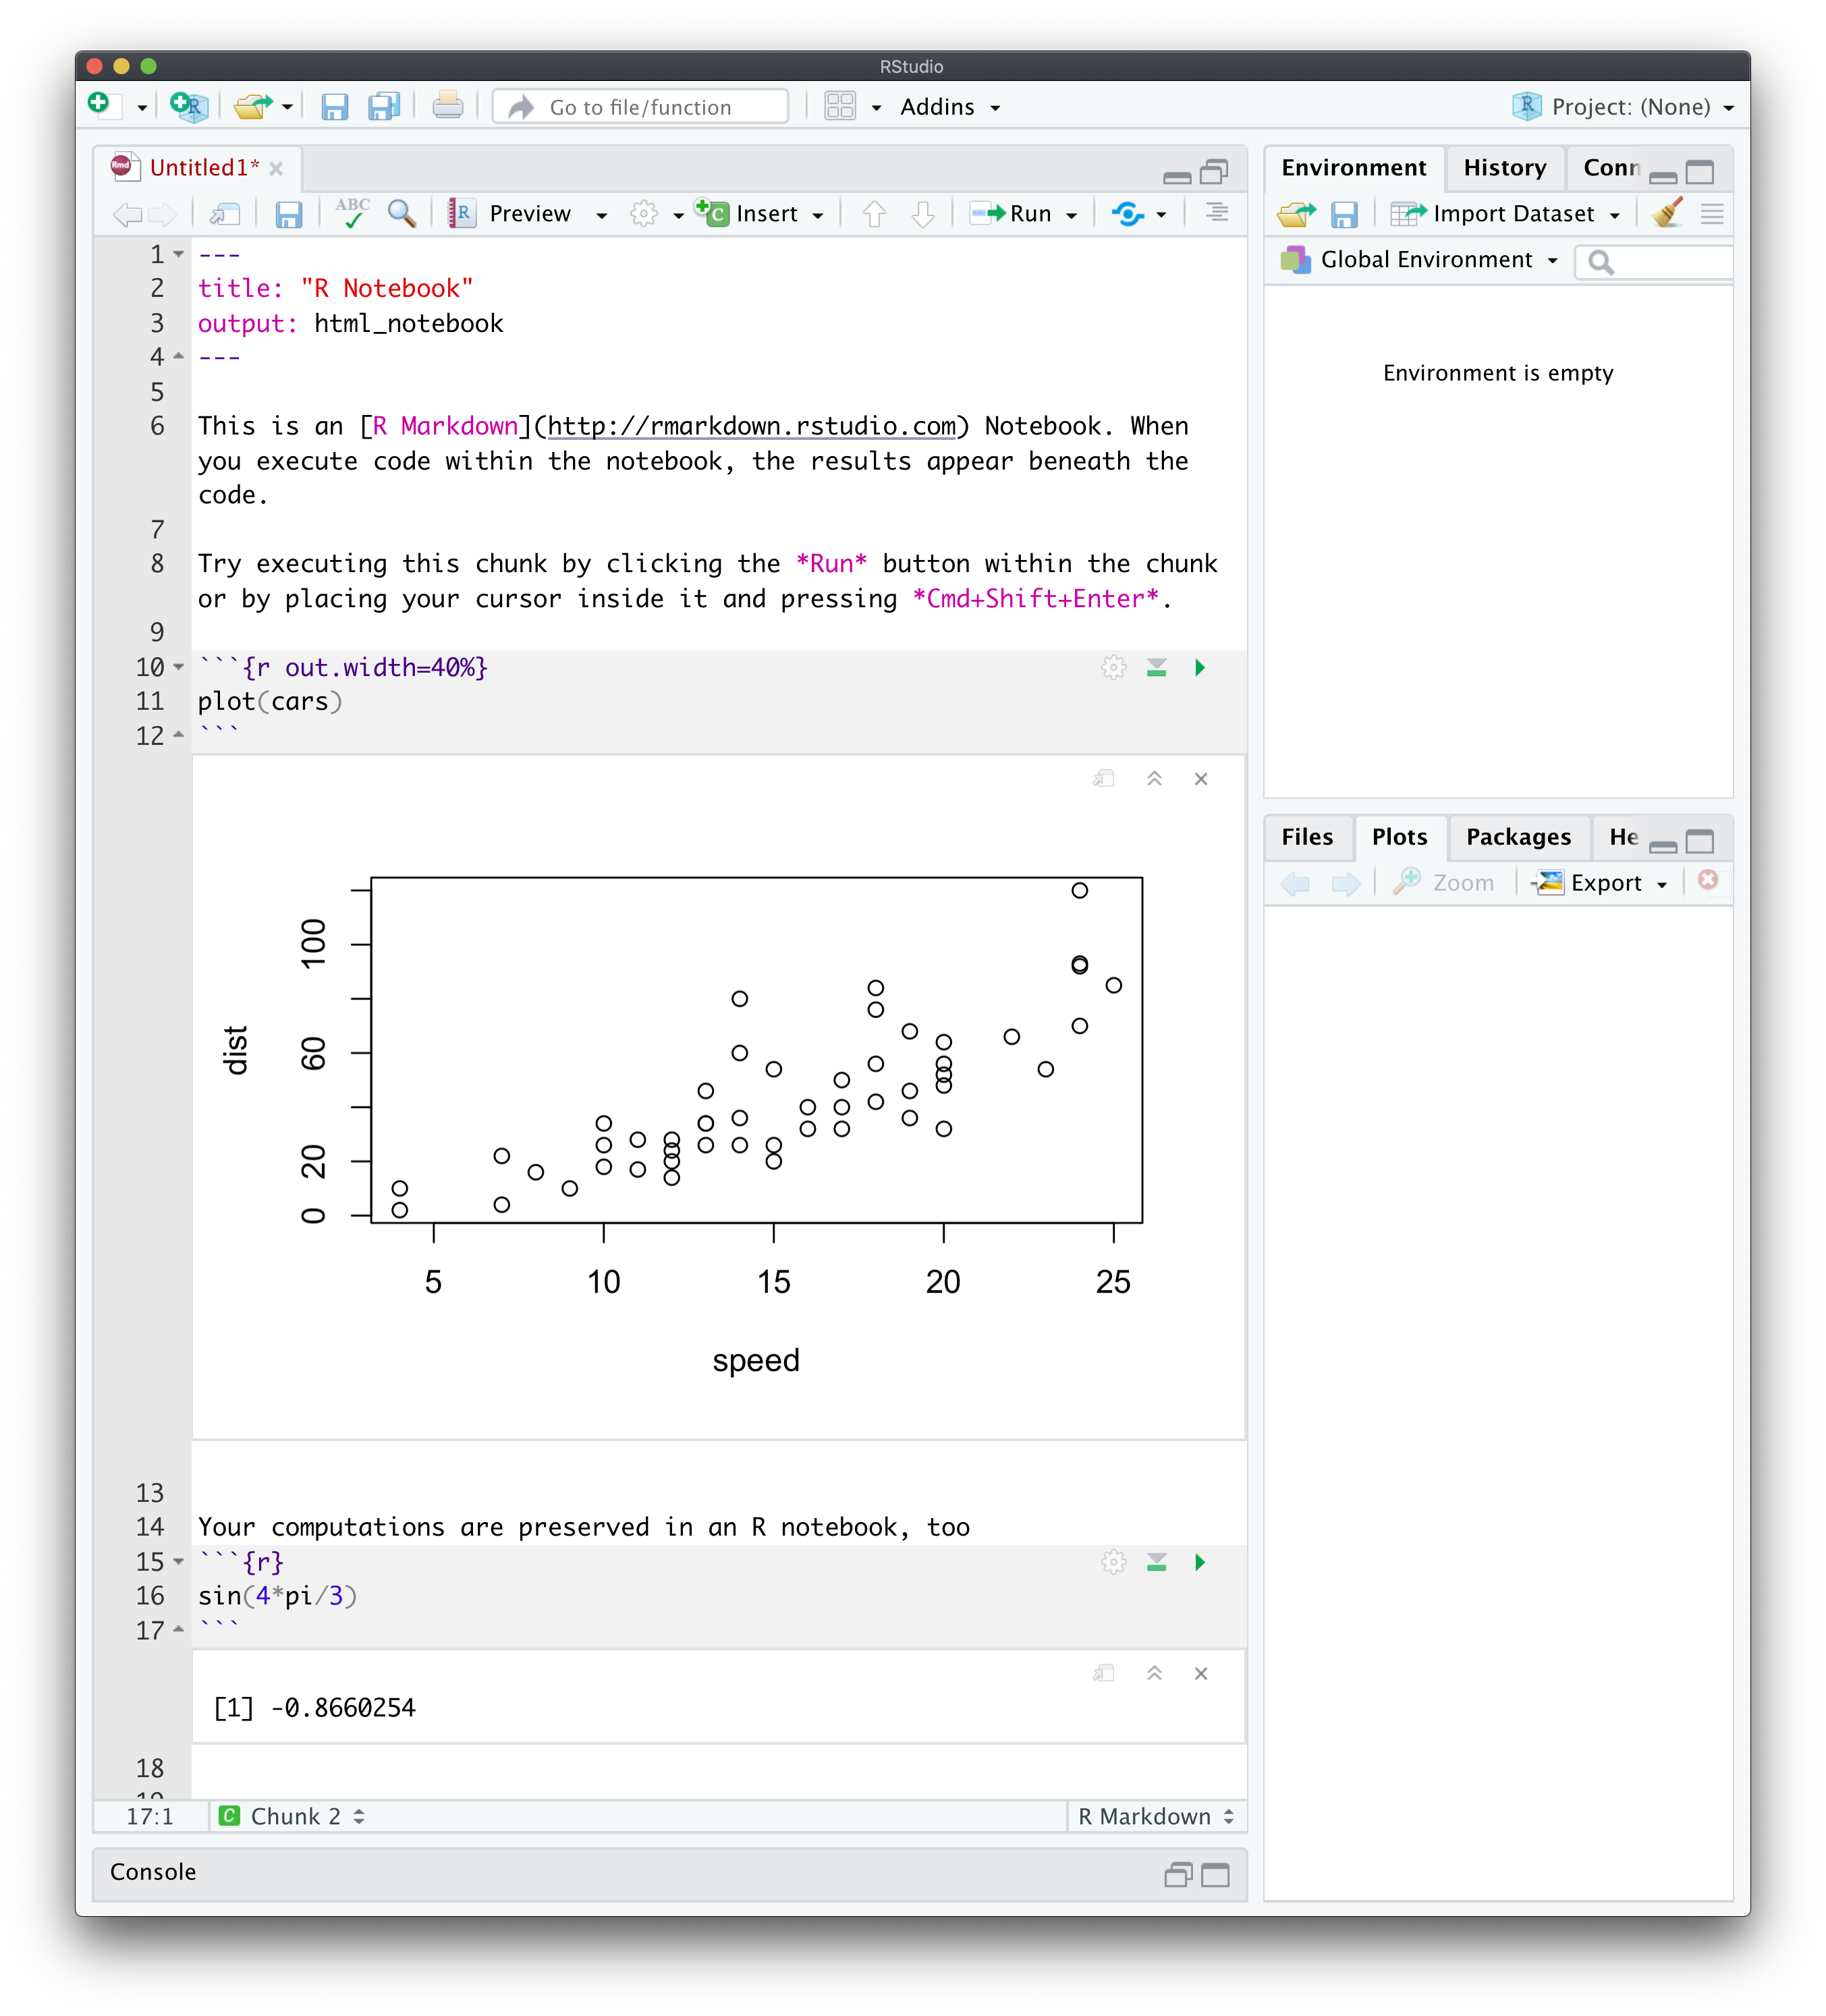 RStudio
Go to file/function
Addins
Project: (None)
Untitled1*
ABC
Preview
Insert
Run
1 ---
2 title: "R Notebook"
3 output: html_notebook
4 ---
5
6 This is an [R Markdown](http://rmarkdown.rstudio.com) Notebook. When
you execute code within the notebook, the results appear beneath the
code.
7
8 Try executing this chunk by clicking the *Run* button within the chunk
or by placing your cursor inside it and pressing *Cmd+Shift+Enter*.
9
10 ```{r out.width=40%}
11 plot(cars)
12 ```
dist
100
60
20
0
5 10 15 20 25
speed
13
14 Your computations are preserved in an R notebook, too
15 ```{r}
16 sin(4*pi/3)
17 ```
[1] -0.8660254
18
17:1 Chunk 2 R Markdown
Console
Environment History Conn
Import Dataset
Global Environment
Environment is empty
Files Plots Packages He
Zoom Export